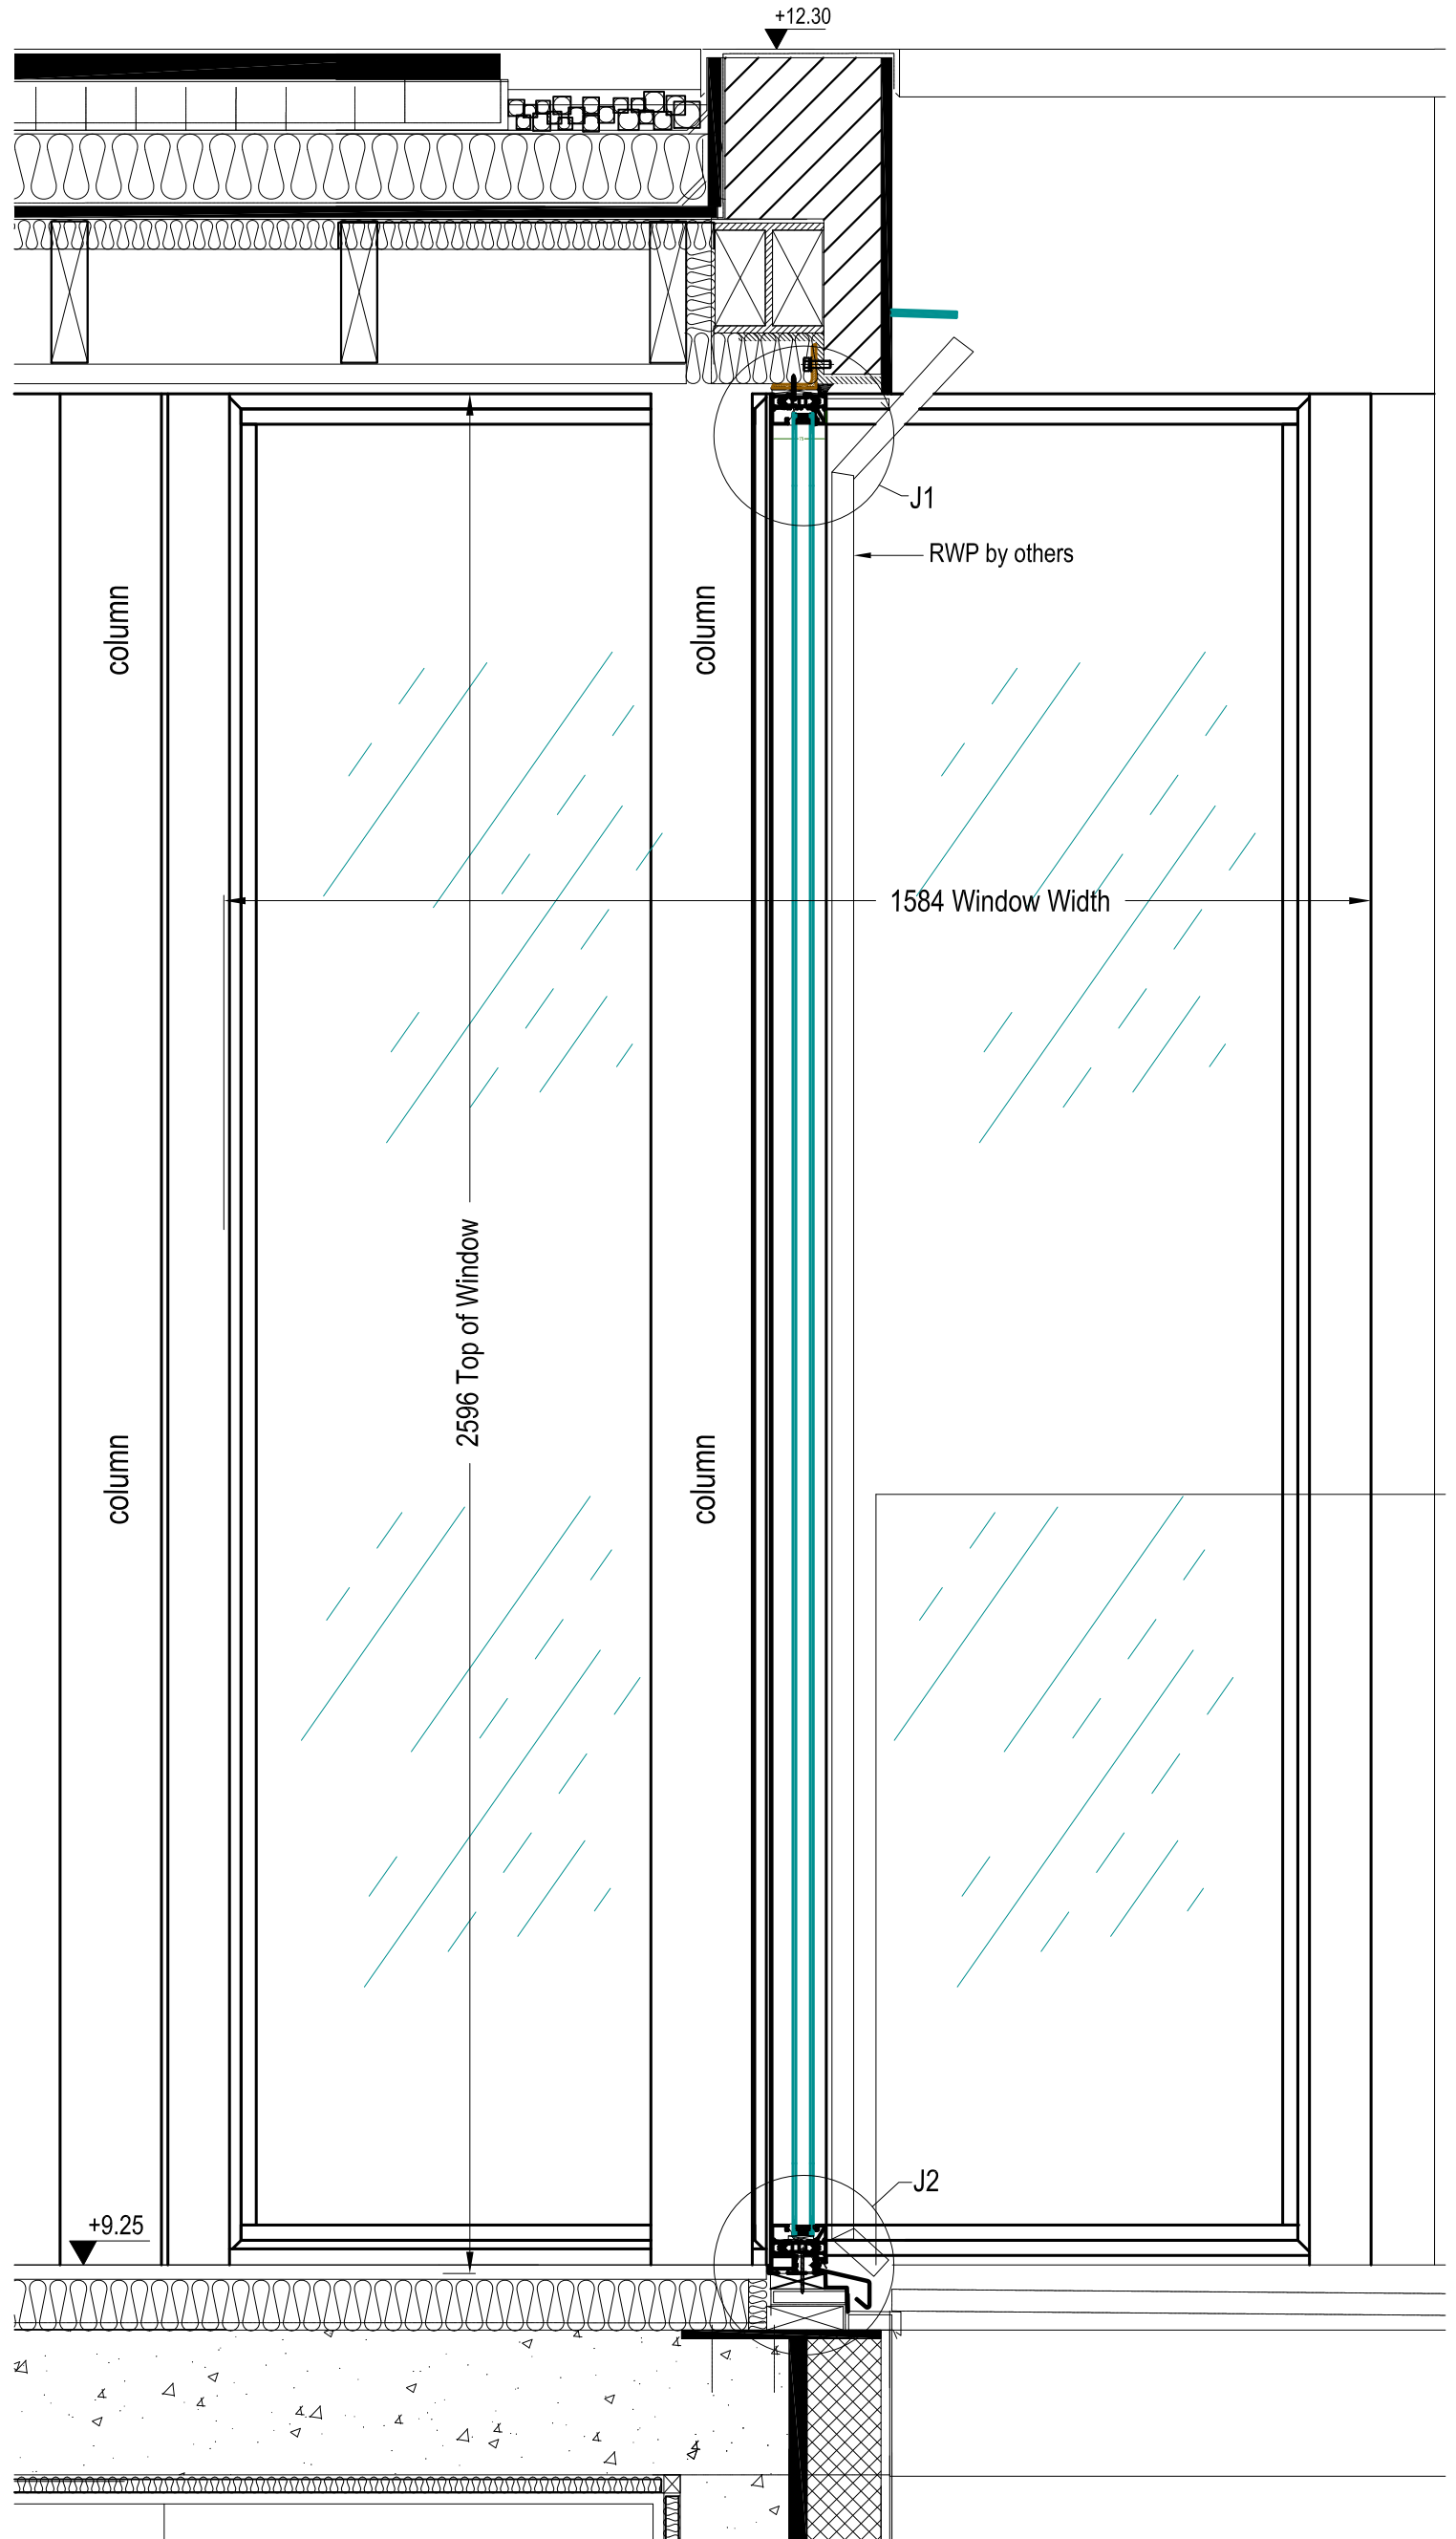 +12.30
J1
RWP by others
column
column
1584 Window Width
2596 Top of Window
column
column
J2
+9.25